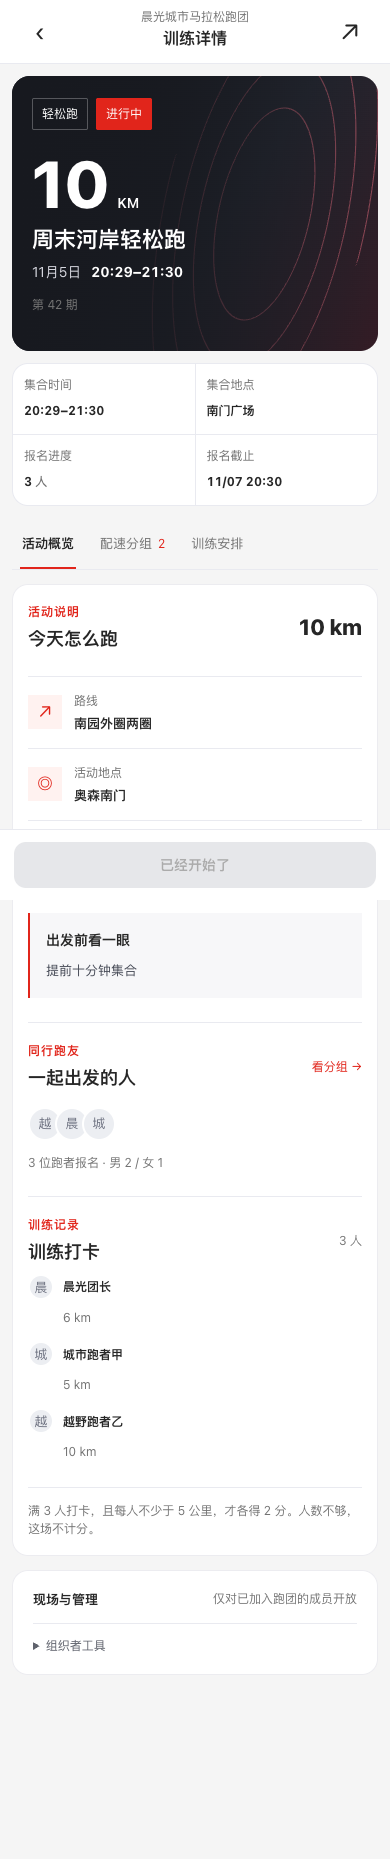 晨光城市马拉松跑团
‹ 训练详情 ↗
轻松跑 进行中
10 KM
周末河岸轻松跑
11月5日 20:29–21:30
第 42 期
集合时间 集合地点
20:29–21:30 南门广场
报名进度 报名截止
3 人 11/07 20:30
活动概览 配速分组 2 训练安排
活动说明
今天怎么跑 10 km
路线
南园外圈两圈
活动地点
奥森南门
已经开始了
出发前看一眼
提前十分钟集合
同行跑友
一起出发的人 看分组 →
越 晨 城
3 位跑者报名 · 男 2 / 女 1
训练记录
训练打卡 3 人
晨 晨光团长
6 km
城 城市跑者甲
5 km
越 越野跑者乙
10 km
满 3 人打卡，且每人不少于 5 公里，才各得 2 分。人数不够，
这场不计分。
现场与管理 仅对已加入跑团的成员开放
▶ 组织者工具